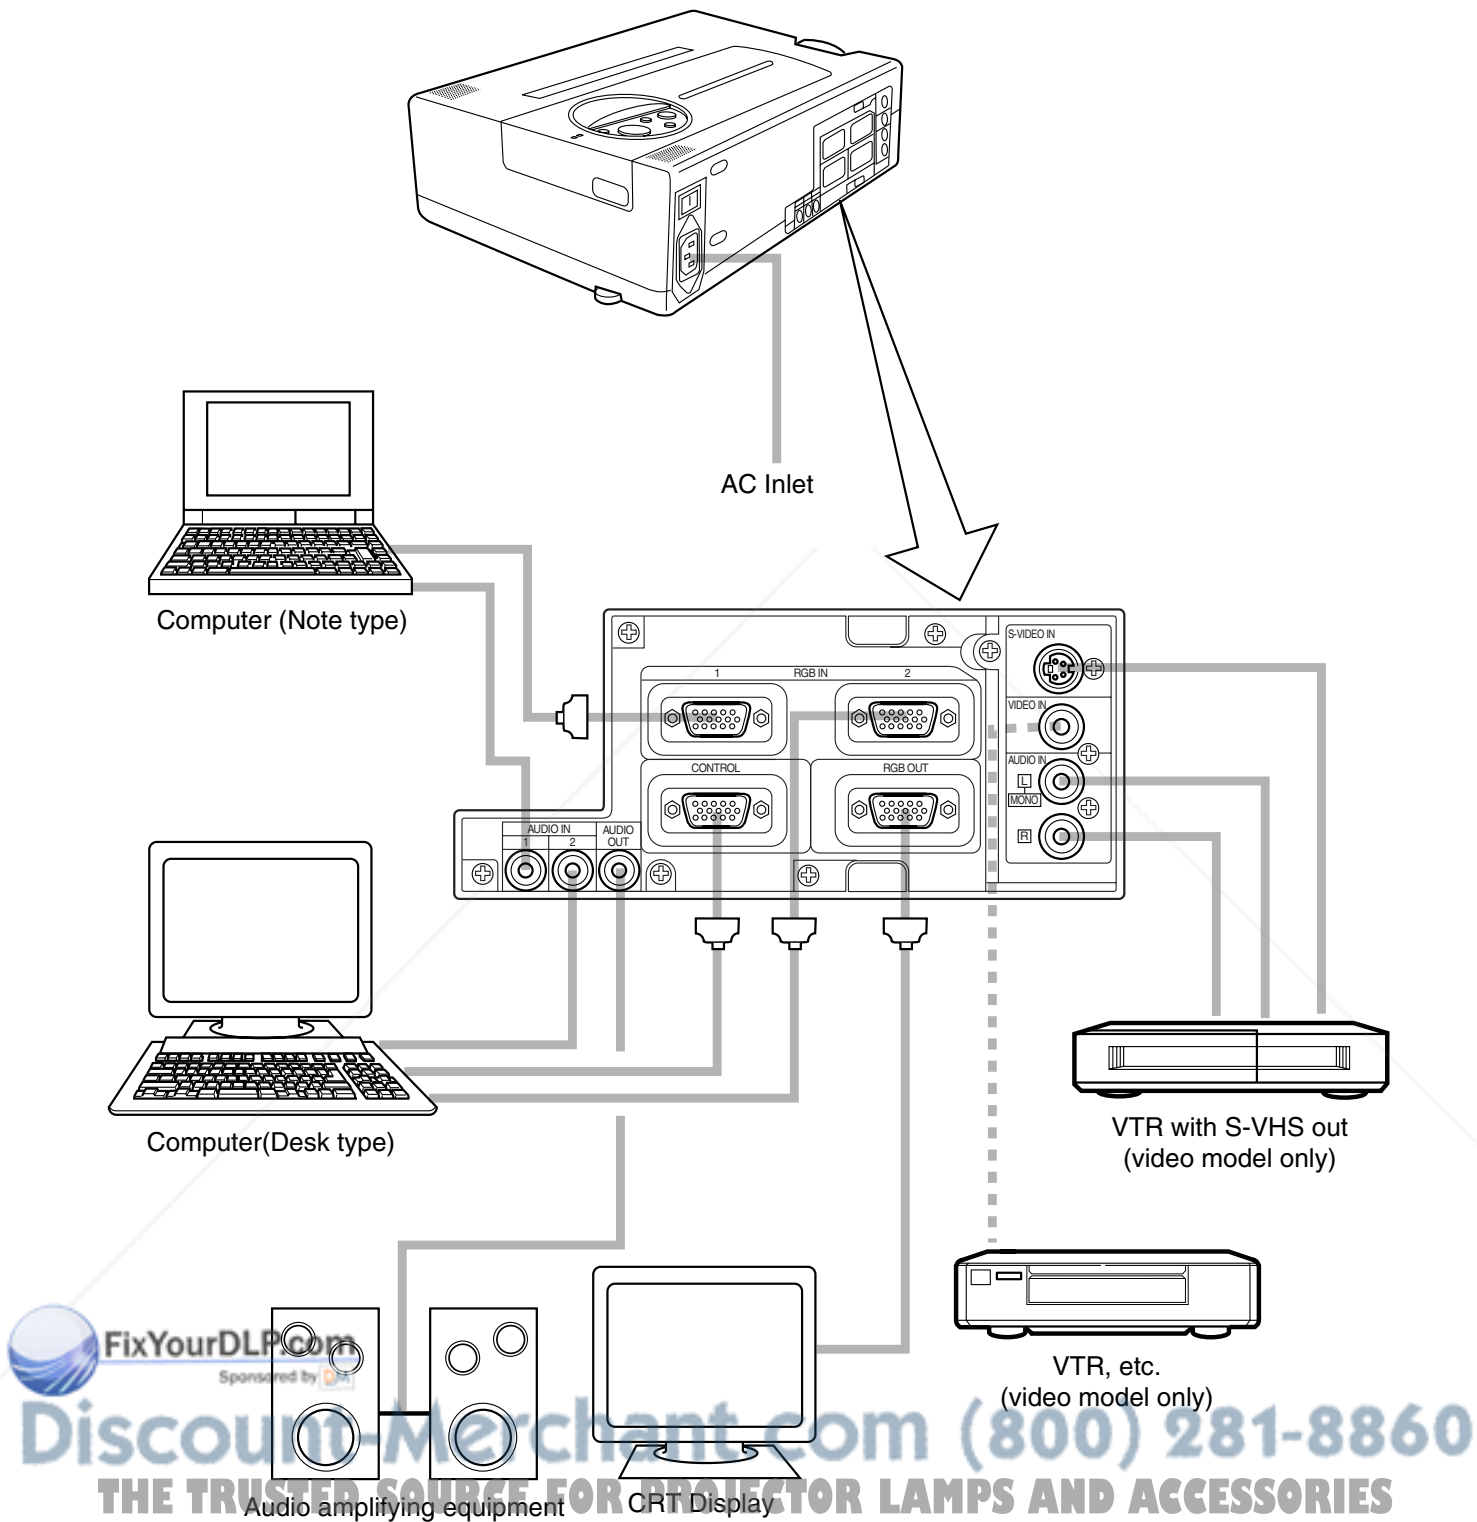 AC Inlet
Computer (Note type)
S-VIDEO IN
1 RGB IN 2
VIDEO IN
CONTROL
RGB OUT
AUDIO IN
L
MONO
R
AUDIO IN
1 2
AUDIO
OUT
Computer(Desk type)
VTR with S-VHS out
(video model only)
VTR, etc.
(video model only)
FixYourDLP.com
Sponsored by DM
Discount-Merchant.com (800) 281-8860
THE TRUSTED SOURCE FOR PROJECTOR LAMPS AND ACCESSORIES
Audio amplifying equipment
CRT Display